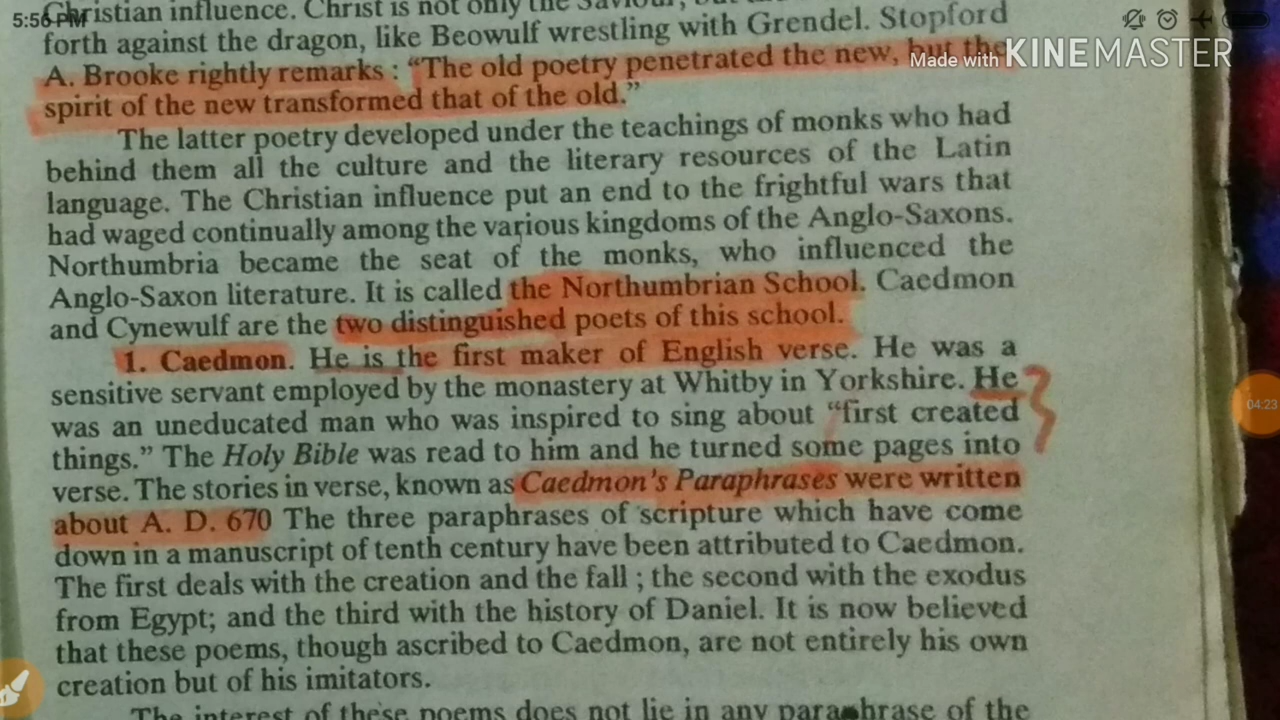 5:56 PM
Christian influence. Christ is not only the Saviour, but
Made with KINEMASTER
forth against the dragon, like Beowulf wrestling with Grendel. Stopford
A. Brooke rightly remarks : “The old poetry penetrated the new, but the
spirit of the new transformed that of the old.”
The latter poetry developed under the teachings of monks who had
behind them all the culture and the literary resources of the Latin
language. The Christian influence put an end to the frightful wars that
had waged continually among the various kingdoms of the Anglo-Saxons.
Northumbria became the seat of the monks, who influenced the
Anglo-Saxon literature. It is called the Northumbrian School. Caedmon
and Cynewulf are the two distinguished poets of this school.
1. Caedmon. He is the first maker of English verse. He was a
sensitive servant employed by the monastery at Whitby in Yorkshire. He
was an uneducated man who was inspired to sing about “first created
04:23
things.” The Holy Bible was read to him and he turned some pages into
verse. The stories in verse, known as Caedmon's Paraphrases were written
about A. D. 670 The three paraphrases of scripture which have come
down in a manuscript of tenth century have been attributed to Caedmon.
The first deals with the creation and the fall ; the second with the exodus
from Egypt; and the third with the history of Daniel. It is now believed
that these poems, though ascribed to Caedmon, are not entirely his own
creation but of his imitators.
The interest of these poems does not lie in any paraphrase of the